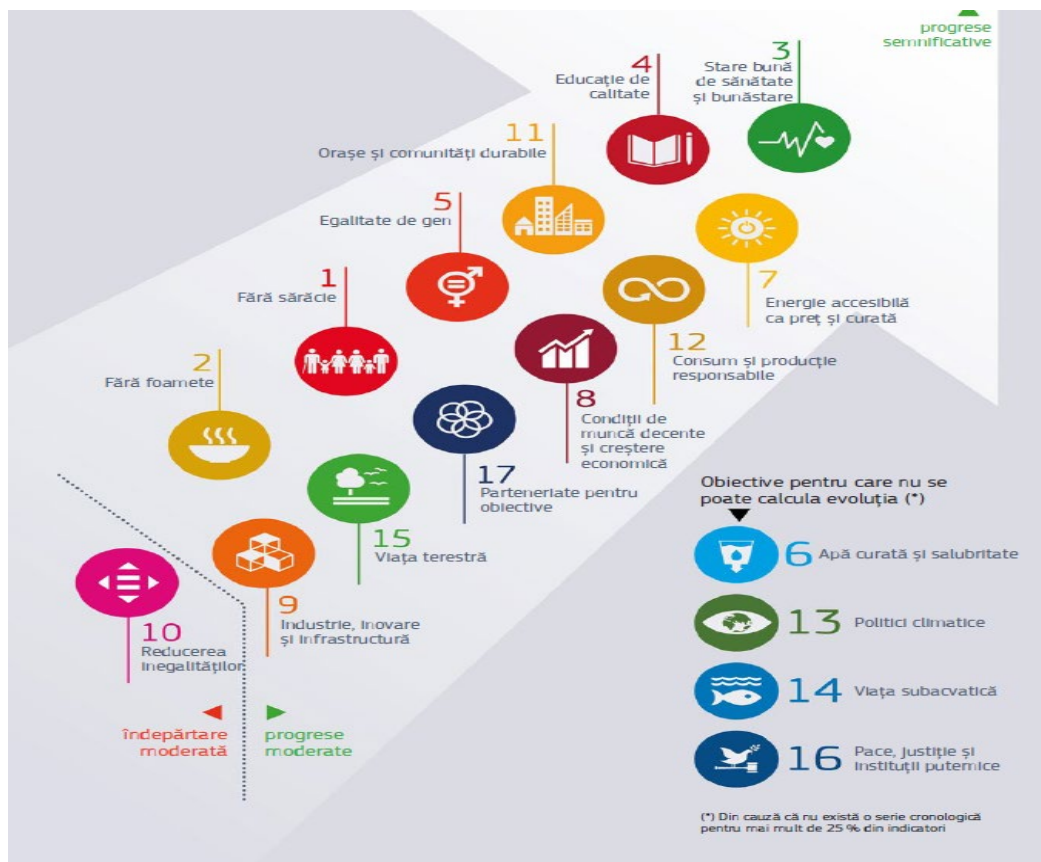 progrese
semnificative
3
Stare bună
de sănătate
și bunăstare
4
Educație de
calitate
11
Orașe și comunități durabile
5
Egalitate de gen
7
Energie accesibilă
ca preț și curată
1
Fără sărăcie
12
Consum și producție
responsabile
2
Fără foamete
8
Condiții de
muncă decente
și creștere
economică
17
Parteneriate pentru
obiective
15
Viața terestră
9
Industrie, inovare
și infrastructură
10
Reducerea
inegalităților
îndepărtare
moderată
progrese
moderate
Obiective pentru care nu se
poate calcula evoluția (*)
6 Apă curată și salubritate
13 Politici climatice
14 Viața subacvatică
16 Pace, justiție și
instituții puternice
(*) Din cauză că nu există o serie cronologică
pentru mai mult de 25 % din indicatori